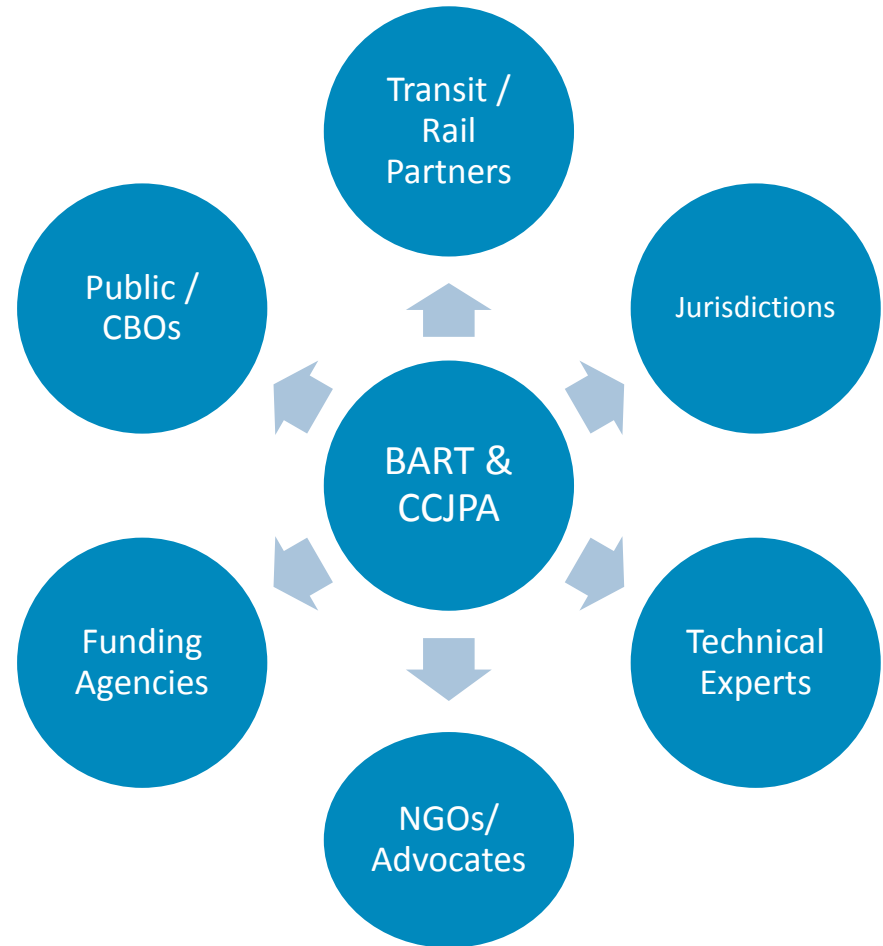 Transit /
Rail
Partners
Public /
CBOs
Jurisdictions
BART &
CCJPA
Funding
Agencies
Technical
Experts
NGOs/
Advocates